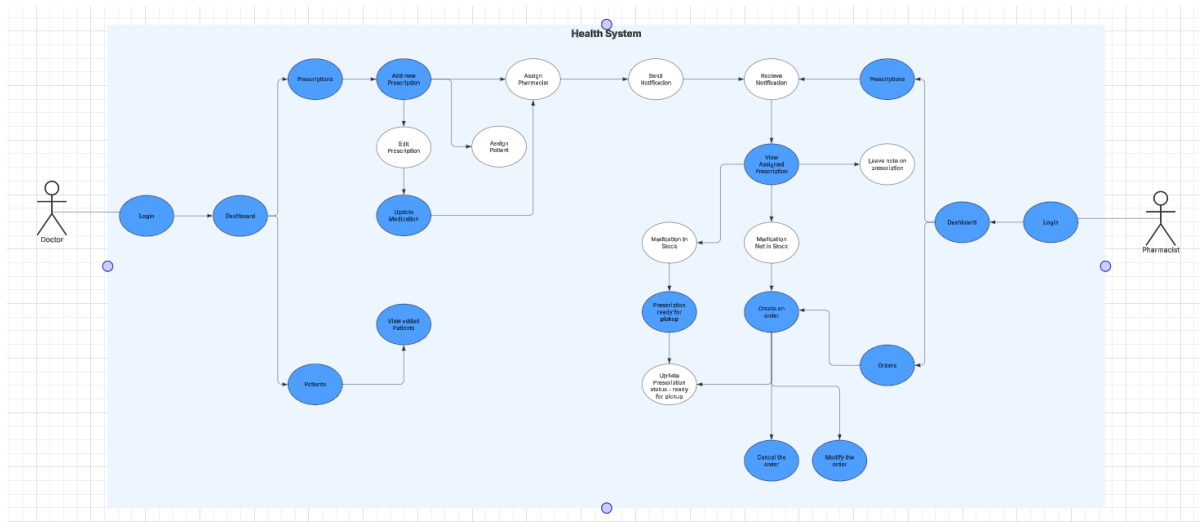 Health System
Prescriptions
Add new
Prescription
Assign
Pharmacist
Send
Notification
Recieve
Notification
Prescriptions
Edit
Prescription
Assign
Patient
View
Assigned
Prescription
Leave note on
prescription
Doctor
Login
Dashboard
Update
Medication
Medication in
Stock
Medication
Not in Stock
Dashboard
Login
Pharmacist
View added
Patients
Prescription
ready for
pickup
Create an
order
Orders
Patients
Update
Prescription
status - ready
for pickup
Cancel the
order
Modify the
order